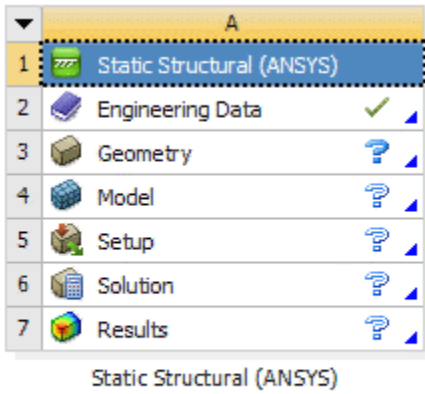 A
1 Static Structural (ANSYS)
2 Engineering Data
3 Geometry ?
4 Model ?
5 Setup ?
6 Solution ?
7 Results ?
Static Structural (ANSYS)